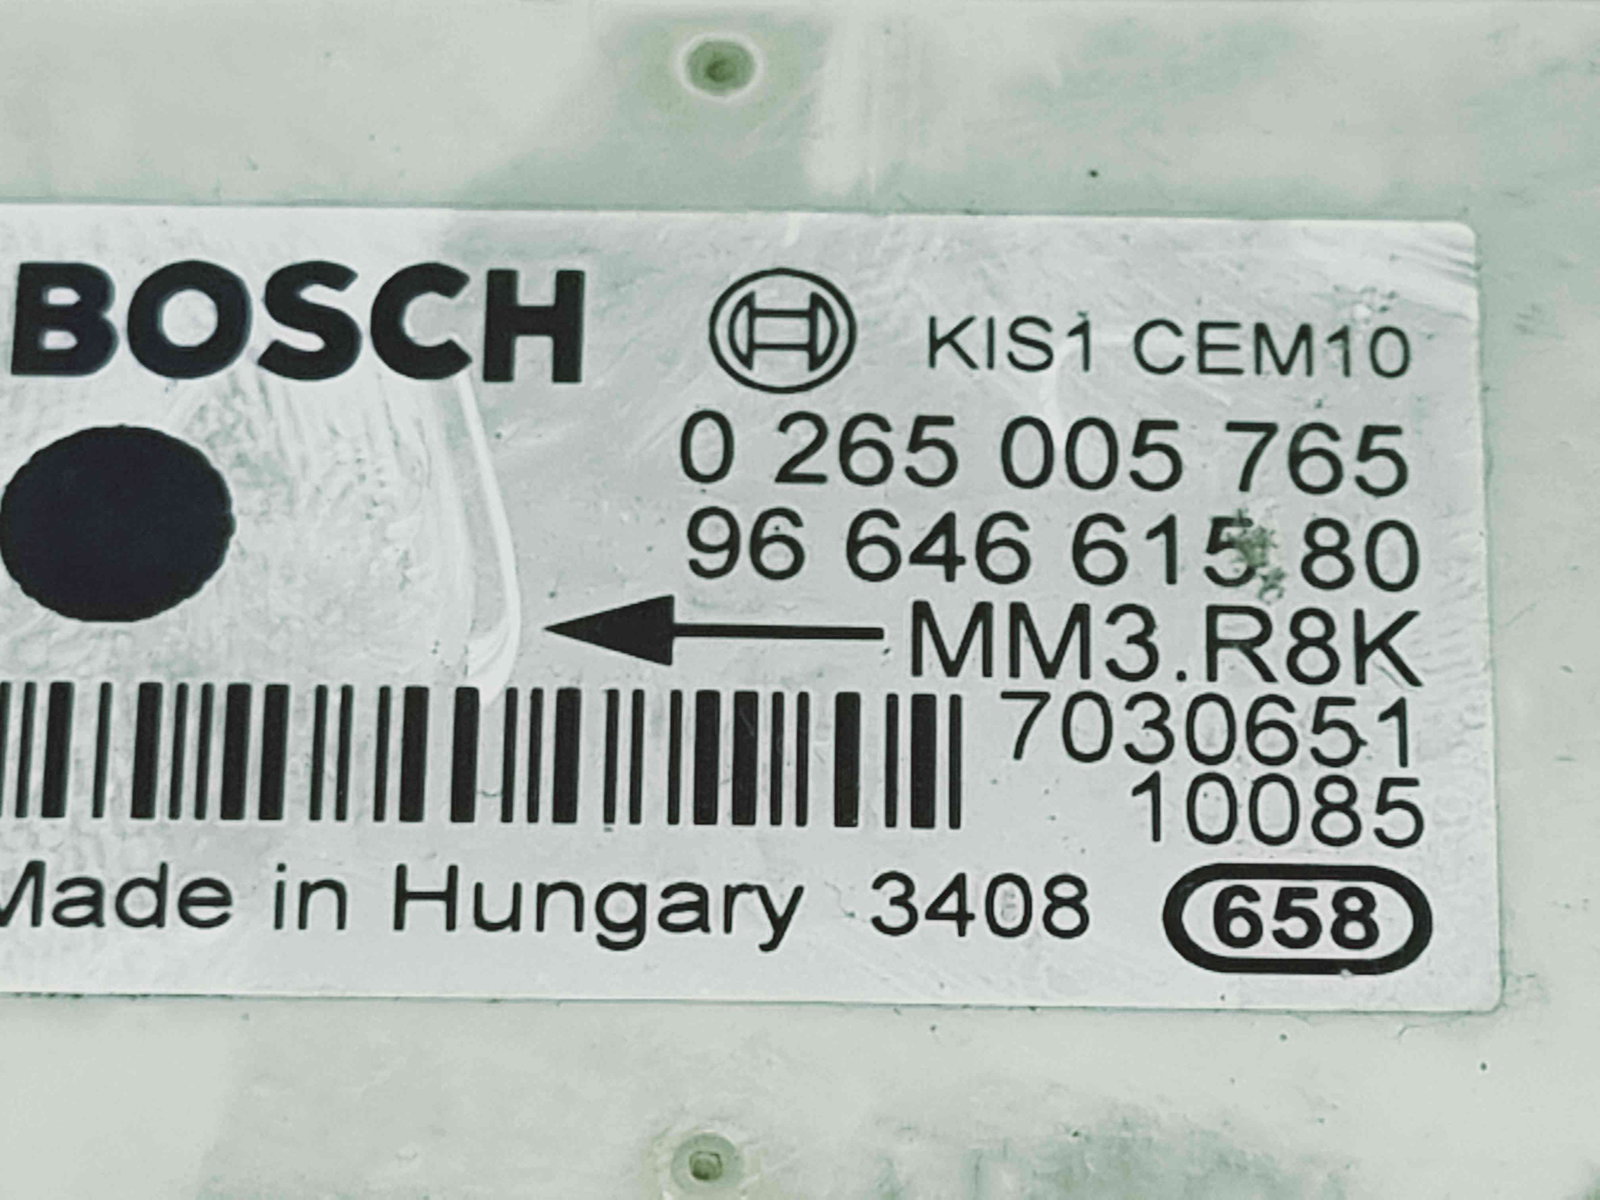 BOSCH KIS1 CEM10
0 265 005 765
96 646 615 80
MM3.R8K
7030651
10085
Made in Hungary 3408 658